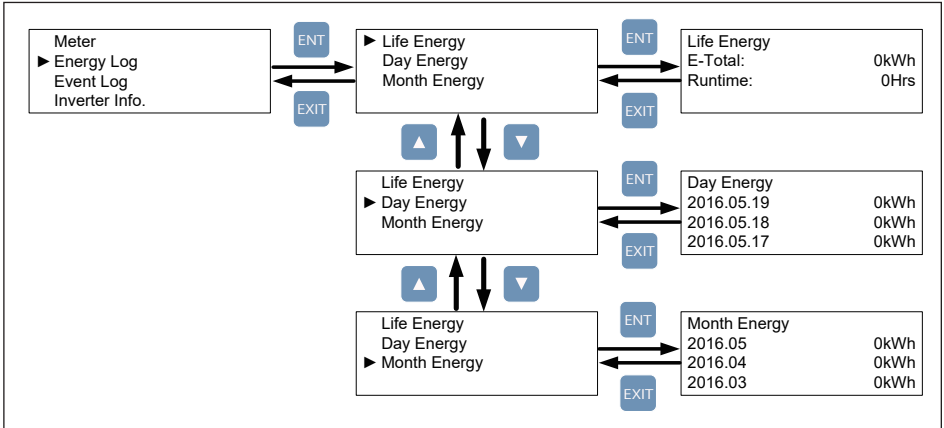 Meter
► Energy Log
Event Log
Inverter Info.
ENT
EXIT
► Life Energy
Day Energy
Month Energy
ENT
EXIT
Life Energy
E-Total: 0kWh
Runtime: 0Hrs
▲
▼
Life Energy
► Day Energy
Month Energy
ENT
EXIT
Day Energy
2016.05.19 0kWh
2016.05.18 0kWh
2016.05.17 0kWh
▲
▼
Life Energy
Day Energy
► Month Energy
ENT
EXIT
Month Energy
2016.05 0kWh
2016.04 0kWh
2016.03 0kWh